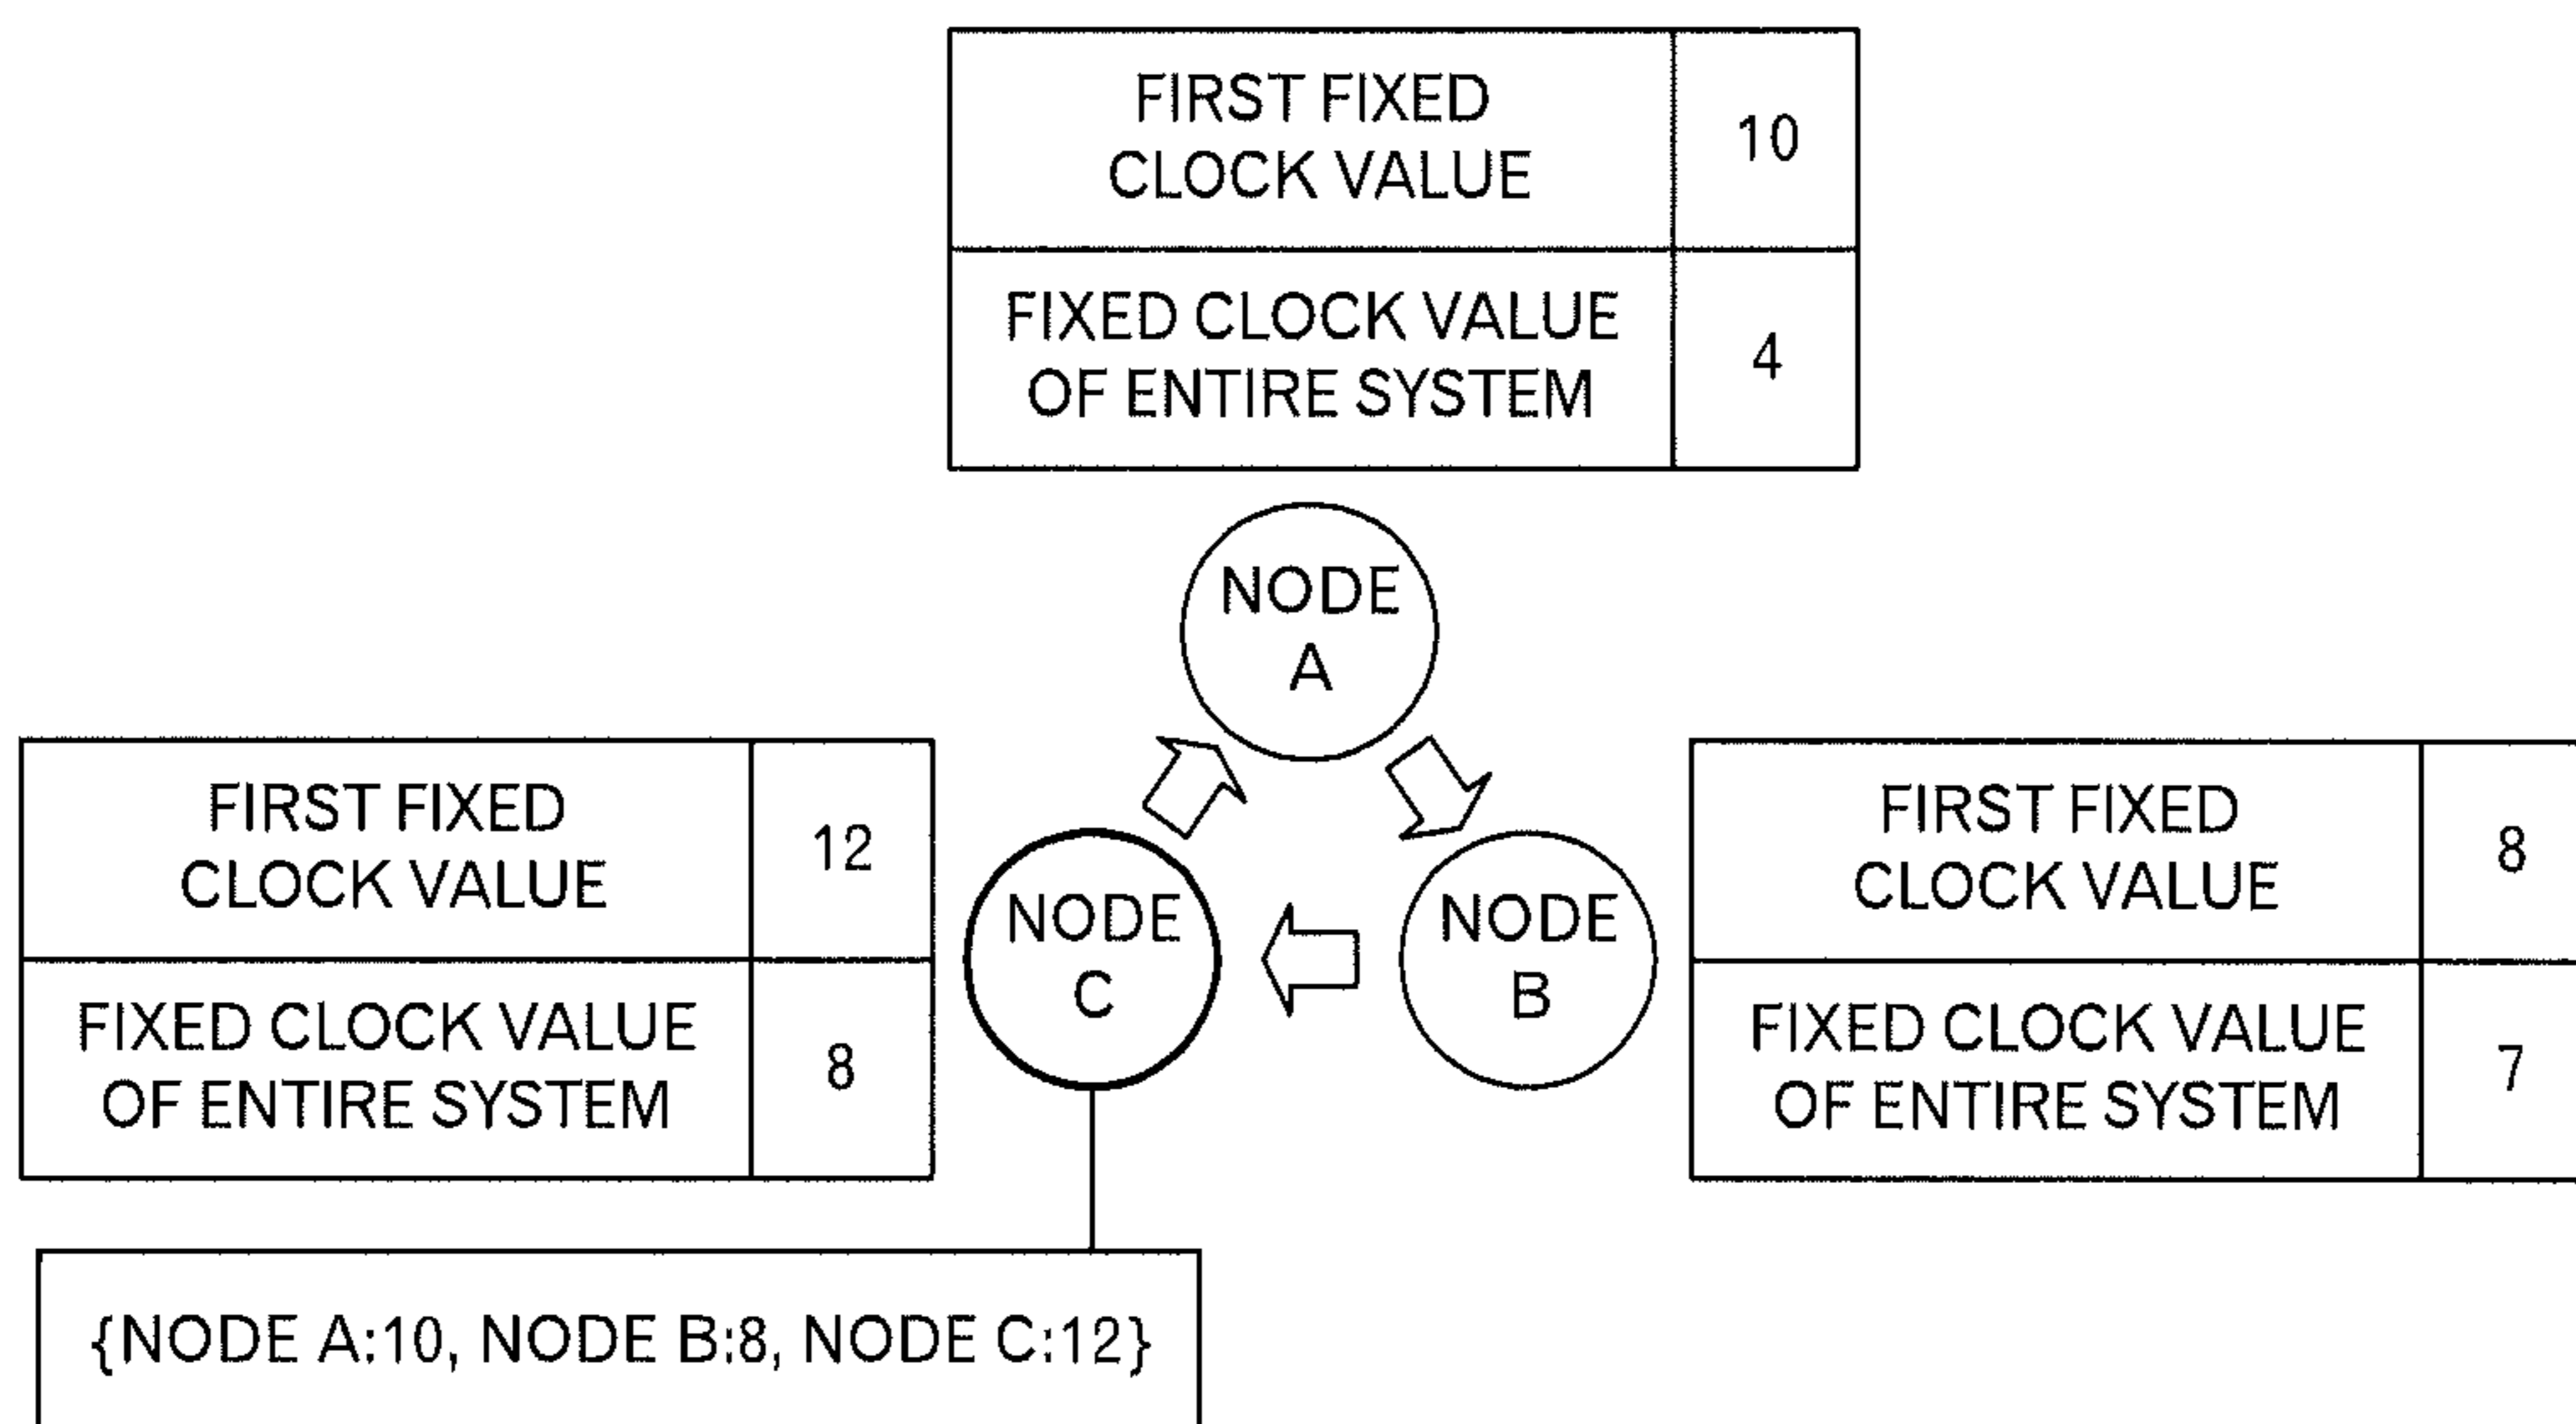 FIRST FIXED
CLOCK VALUE
10
FIXED CLOCK VALUE
OF ENTIRE SYSTEM
4
NODE
A
FIRST FIXED
CLOCK VALUE
12
FIXED CLOCK VALUE
OF ENTIRE SYSTEM
8
NODE
C
NODE
B
FIRST FIXED
CLOCK VALUE
8
FIXED CLOCK VALUE
OF ENTIRE SYSTEM
7
{NODE A:10, NODE B:8, NODE C:12}